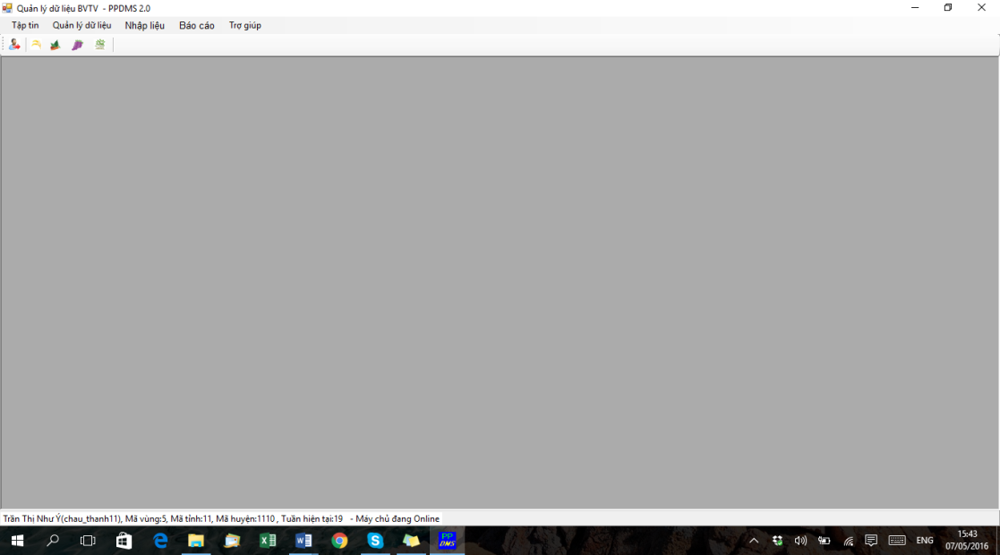 Quản lý dữ liệu BVTV - PPDMS 2.0
Tập tin Quản lý dữ liệu Nhập liệu Báo cáo Trợ giúp
Trần Thị Như Ý(chau_thanh11), Mã vùng:5, Mã tỉnh:11, Mã huyện:1110 , Tuần hiện tại:19 - Máy chủ đang Online
PP
DMS
ENG
15:43
07/05/2016